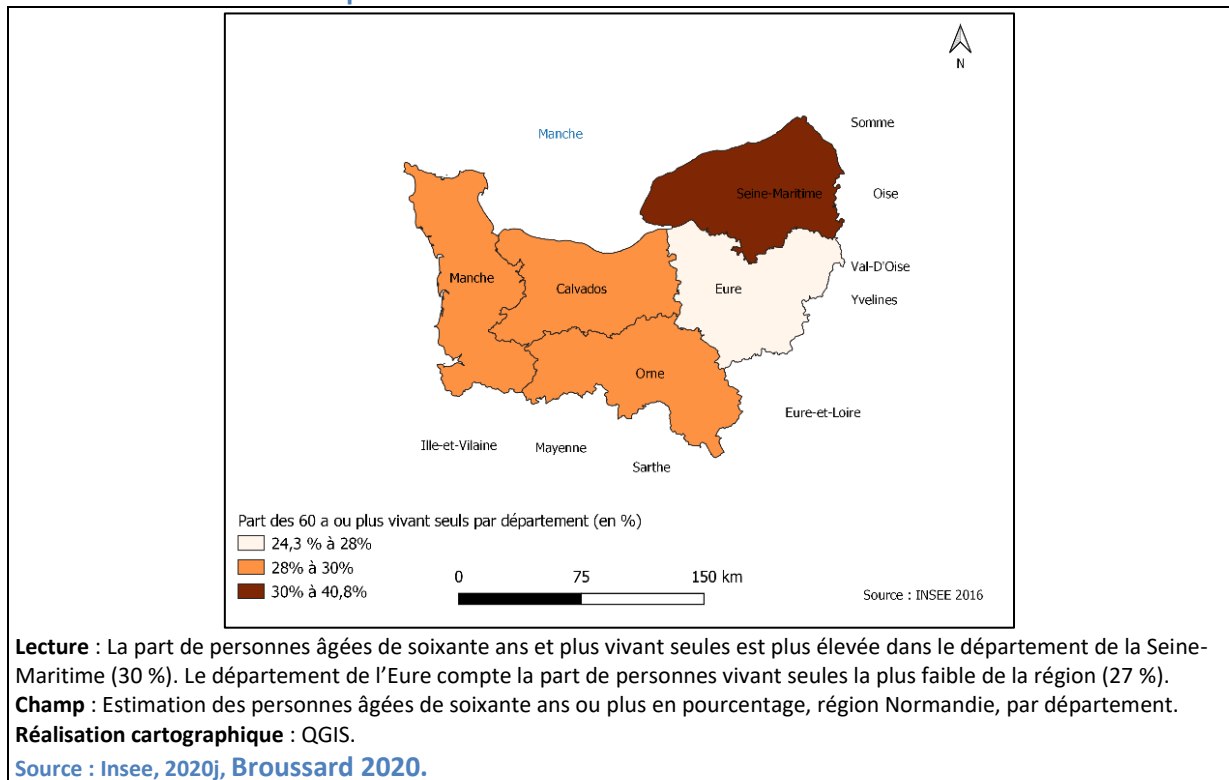 N
Somme
Manche
Seine-Maritime
Oise
Val-D'Oise
Manche
Calvados
Eure
Yvelines
Orne
Eure-et-Loire
Ille-et-Vilaine
Mayenne
Sarthe
Part des 60 a ou plus vivant seuls par département (en %)
24,3 % à 28%
28% à 30%
30% à 40,8%
0 75 150 km
Source : INSEE 2016
Lecture : La part de personnes âgées de soixante ans et plus vivant seules est plus élevée dans le département de la Seine-
Maritime (30 %). Le département de l’Eure compte la part de personnes vivant seules la plus faible de la région (27 %).
Champ : Estimation des personnes âgées de soixante ans ou plus en pourcentage, région Normandie, par département.
Réalisation cartographique : QGIS.
Source : Insee, 2020j, Broussard 2020.